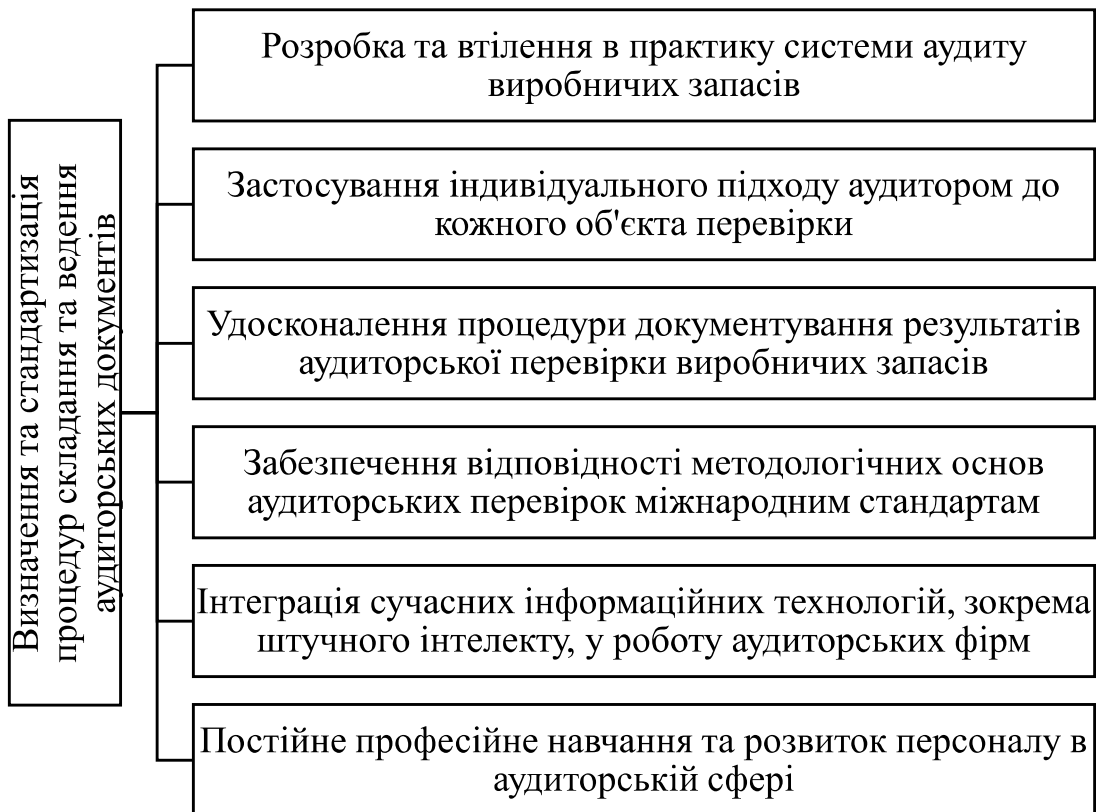 Визначення та стандартизація
процедур складання та ведення
аудиторських документів
Розробка та втілення в практику системи аудиту
виробничих запасів
Застосування індивідуального підходу аудитором до
кожного об'єкта перевірки
Удосконалення процедури документування результатів
аудиторської перевірки виробничих запасів
Забезпечення відповідності методологічних основ
аудиторських перевірок міжнародним стандартам
Інтеграція сучасних інформаційних технологій, зокрема
штучного інтелекту, у роботу аудиторських фірм
Постійне професійне навчання та розвиток персоналу в
аудиторській сфері